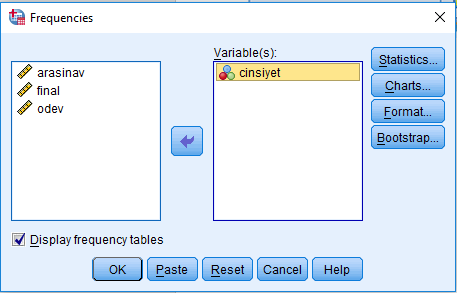 Frequencies
Variable(s):
arasinav
final
odev
cinsiyet
Statistics...
Charts...
Format...
Bootstrap...
Display frequency tables
OK
Paste
Reset
Cancel
Help